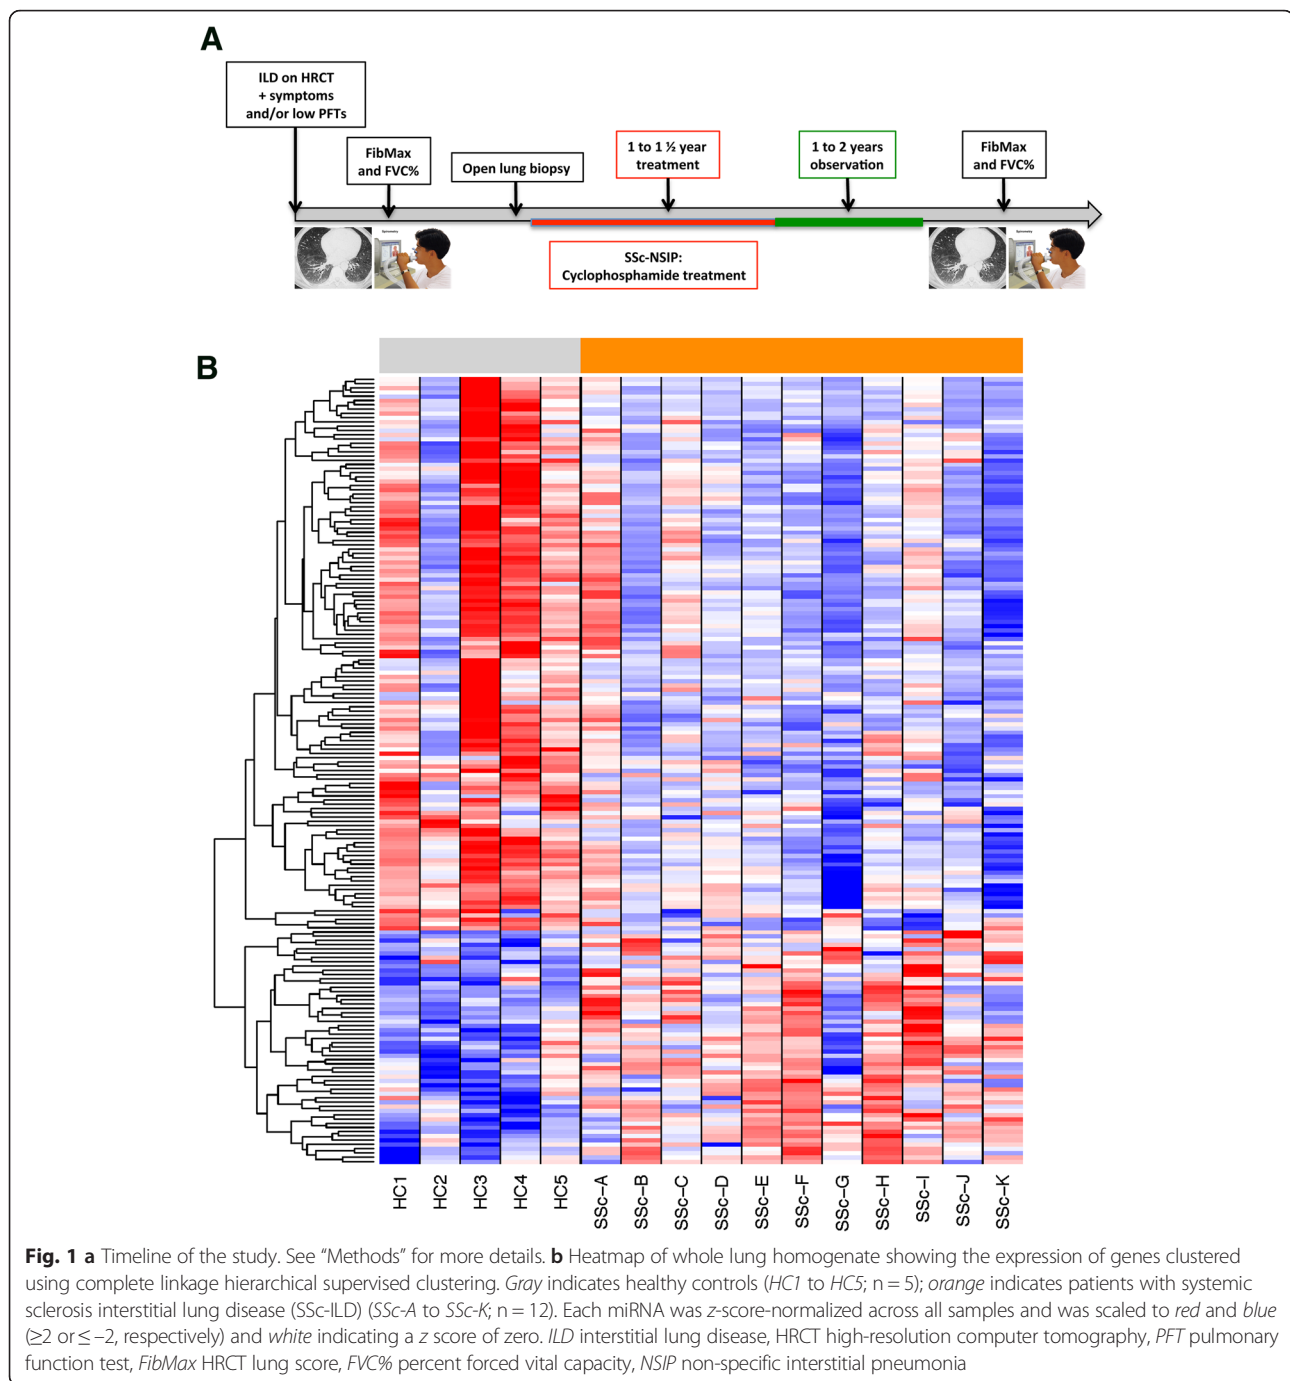 A
ILD on HRCT
+ symptoms
and/or low PFTs
FibMax
and FVC%
Open lung biopsy
1 to 1 ½ year
treatment
1 to 2 years
observation
FibMax
and FVC%
SSc-NSIP:
Cyclophosphamide treatment
B
HC1
HC2
HC3
HC4
HC5
SSc–A
SSc–B
SSc–C
SSc–D
SSc–E
SSc–F
SSc–G
SSc–H
SSc–I
SSc–J
SSc–K
Fig. 1 a Timeline of the study. See “Methods” for more details. b Heatmap of whole lung homogenate showing the expression of genes clustered
using complete linkage hierarchical supervised clustering. Gray indicates healthy controls (HC1 to HC5; n = 5); orange indicates patients with systemic
sclerosis interstitial lung disease (SSc-ILD) (SSc-A to SSc-K; n = 12). Each miRNA was z-score-normalized across all samples and was scaled to red and blue
(≥2 or ≤ −2, respectively) and white indicating a z score of zero. ILD interstitial lung disease, HRCT high-resolution computer tomography, PFT pulmonary
function test, FibMax HRCT lung score, FVC% percent forced vital capacity, NSIP non-specific interstitial pneumonia